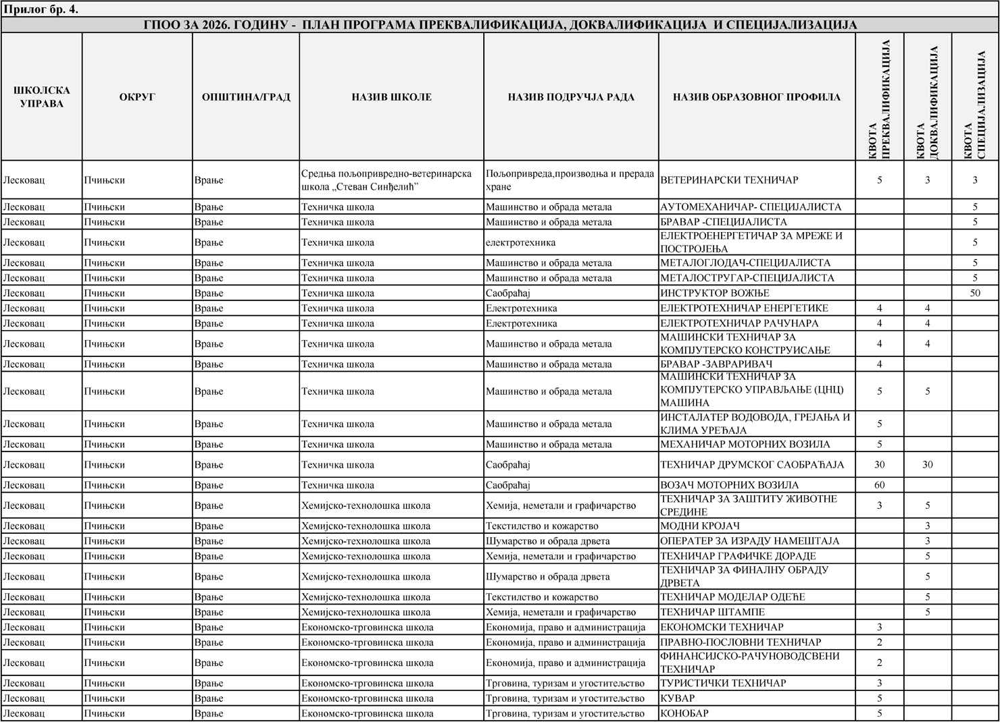 Прилог бр. 4.
ГПОО ЗА 2026. ГОДИНУ - ПЛАН ПРОГРАМА ПРЕКВАЛИФИКАЦИЈА, ДОКВАЛИФИКАЦИЈА И СПЕЦИЈАЛИЗАЦИЈА
ШКОЛСКА УПРАВА ОКРУГ ОПШТИНА/ГРАД НАЗИВ ШКОЛЕ НАЗИВ ПОДРУЧЈА РАДА НАЗИВ ОБРАЗОВНОГ ПРОФИЛА КВОТА ПРЕКВАЛИФИКАЦИЈА КВОТА ДОКВАЛИФИКАЦИЈА КВОТА СПЕЦИЈАЛИЗАЦИЈА
Лесковац Пчињски Врање Средња пољопривредно-ветеринарска школа „Стеван Синђелић” Пољопривреда,производња и прерада хране ВЕТЕРИНАРСКИ ТЕХНИЧАР 5 3 3
Лесковац Пчињски Врање Техничка школа Машинство и обрада метала АУТОМЕХАНИЧАР- СПЕЦИЈАЛИСТА 5
Лесковац Пчињски Врање Техничка школа Машинство и обрада метала БРАВАР -СПЕЦИЈАЛИСТА 5
Лесковац Пчињски Врање Техничка школа електротехника ЕЛЕКТРОЕНЕРГЕТИЧАР ЗА МРЕЖЕ И ПОСТРОЈЕЊА 5
Лесковац Пчињски Врање Техничка школа Машинство и обрада метала МЕТАЛОГЛОДАЧ-СПЕЦИЈАЛИСТА 5
Лесковац Пчињски Врање Техничка школа Машинство и обрада метала МЕТАЛОСТРУГАР-СПЕЦИЈАЛИСТА 5
Лесковац Пчињски Врање Техничка школа Саобраћај ИНСТРУКТОР ВОЖЊЕ 50
Лесковац Пчињски Врање Техничка школа Електротехника ЕЛЕКТРОТЕХНИЧАР ЕНЕРГЕТИКЕ 4 4
Лесковац Пчињски Врање Техничка школа Електротехника ЕЛЕКТРОТЕХНИЧАР РАЧУНАРА 4 4
Лесковац Пчињски Врање Техничка школа Машинство и обрада метала МАШИНСКИ ТЕХНИЧАР ЗА КОМПЈУТЕРСКО КОНСТРУИСАЊЕ 4 4
Лесковац Пчињски Врање Техничка школа Машинство и обрада метала БРАВАР -ЗАВРАРИВАЧ 4
Лесковац Пчињски Врање Техничка школа Машинство и обрада метала МАШИНСКИ ТЕХНИЧАР ЗА КОМПЈУТЕРСКО УПРАВЉАЊЕ (ЦНЦ) МАШИНА 5 5
Лесковац Пчињски Врање Техничка школа Машинство и обрада метала ИНСТАЛАТЕР ВОДОВОДА, ГРЕЈАЊА И КЛИМА УРЕЂАЈА 5
Лесковац Пчињски Врање Техничка школа Машинство и обрада метала МЕХАНИЧАР МОТОРНИХ ВОЗИЛА 5
Лесковац Пчињски Врање Техничка школа Саобраћај ТЕХНИЧАР ДРУМСКОГ САОБРАЋАЈА 30 30
Лесковац Пчињски Врање Техничка школа Саобраћај ВОЗАЧ МОТОРНИХ ВОЗИЛА 60
Лесковац Пчињски Врање Хемијско-технолошка школа Хемија, неметали и графичарство ТЕХНИЧАР ЗА ЗАШТИТУ ЖИВОТНЕ СРЕДИНЕ 3 5
Лесковац Пчињски Врање Хемијско-технолошка школа Текстилство и кожарство МОДНИ КРОЈАЧ 3
Лесковац Пчињски Врање Хемијско-технолошка школа Шумарство и обрада дрвета ОПЕРАТЕР ЗА ИЗРАДУ НАМЕШТАЈА 3
Лесковац Пчињски Врање Хемијско-технолошка школа Хемија, неметали и графичарство ТЕХНИЧАР ГРАФИЧКЕ ДОРАДЕ 5
Лесковац Пчињски Врање Хемијско-технолошка школа Шумарство и обрада дрвета ТЕХНИЧАР ЗА ФИНАЛНУ ОБРАДУ ДРВЕТА 5
Лесковац Пчињски Врање Хемијско-технолошка школа Текстилство и кожарство ТЕХНИЧАР МОДЕЛАР ОДЕЋЕ 5
Лесковац Пчињски Врање Хемијско-технолошка школа Хемија, неметали и графичарство ТЕХНИЧАР ШТАМПЕ 5
Лесковац Пчињски Врање Економско-трговинска школа Економија, право и администрација ЕКОНОМСКИ ТЕХНИЧАР 3
Лесковац Пчињски Врање Економско-трговинска школа Економија, право и администрација ПРАВНО-ПОСЛОВНИ ТЕХНИЧАР 2
Лесковац Пчињски Врање Економско-трговинска школа Економија, право и администрација ФИНАНСИЈСКО-РАЧУНОВОДСВЕНИ ТЕХНИЧАР 2
Лесковац Пчињски Врање Економско-трговинска школа Трговина, туризам и угоститељство ТУРИСТИЧКИ ТЕХНИЧАР 3
Лесковац Пчињски Врање Економско-трговинска школа Трговина, туризам и угоститељство КУВАР 5
Лесковац Пчињски Врање Економско-трговинска школа Трговина, туризам и угоститељство КОНОБАР 5